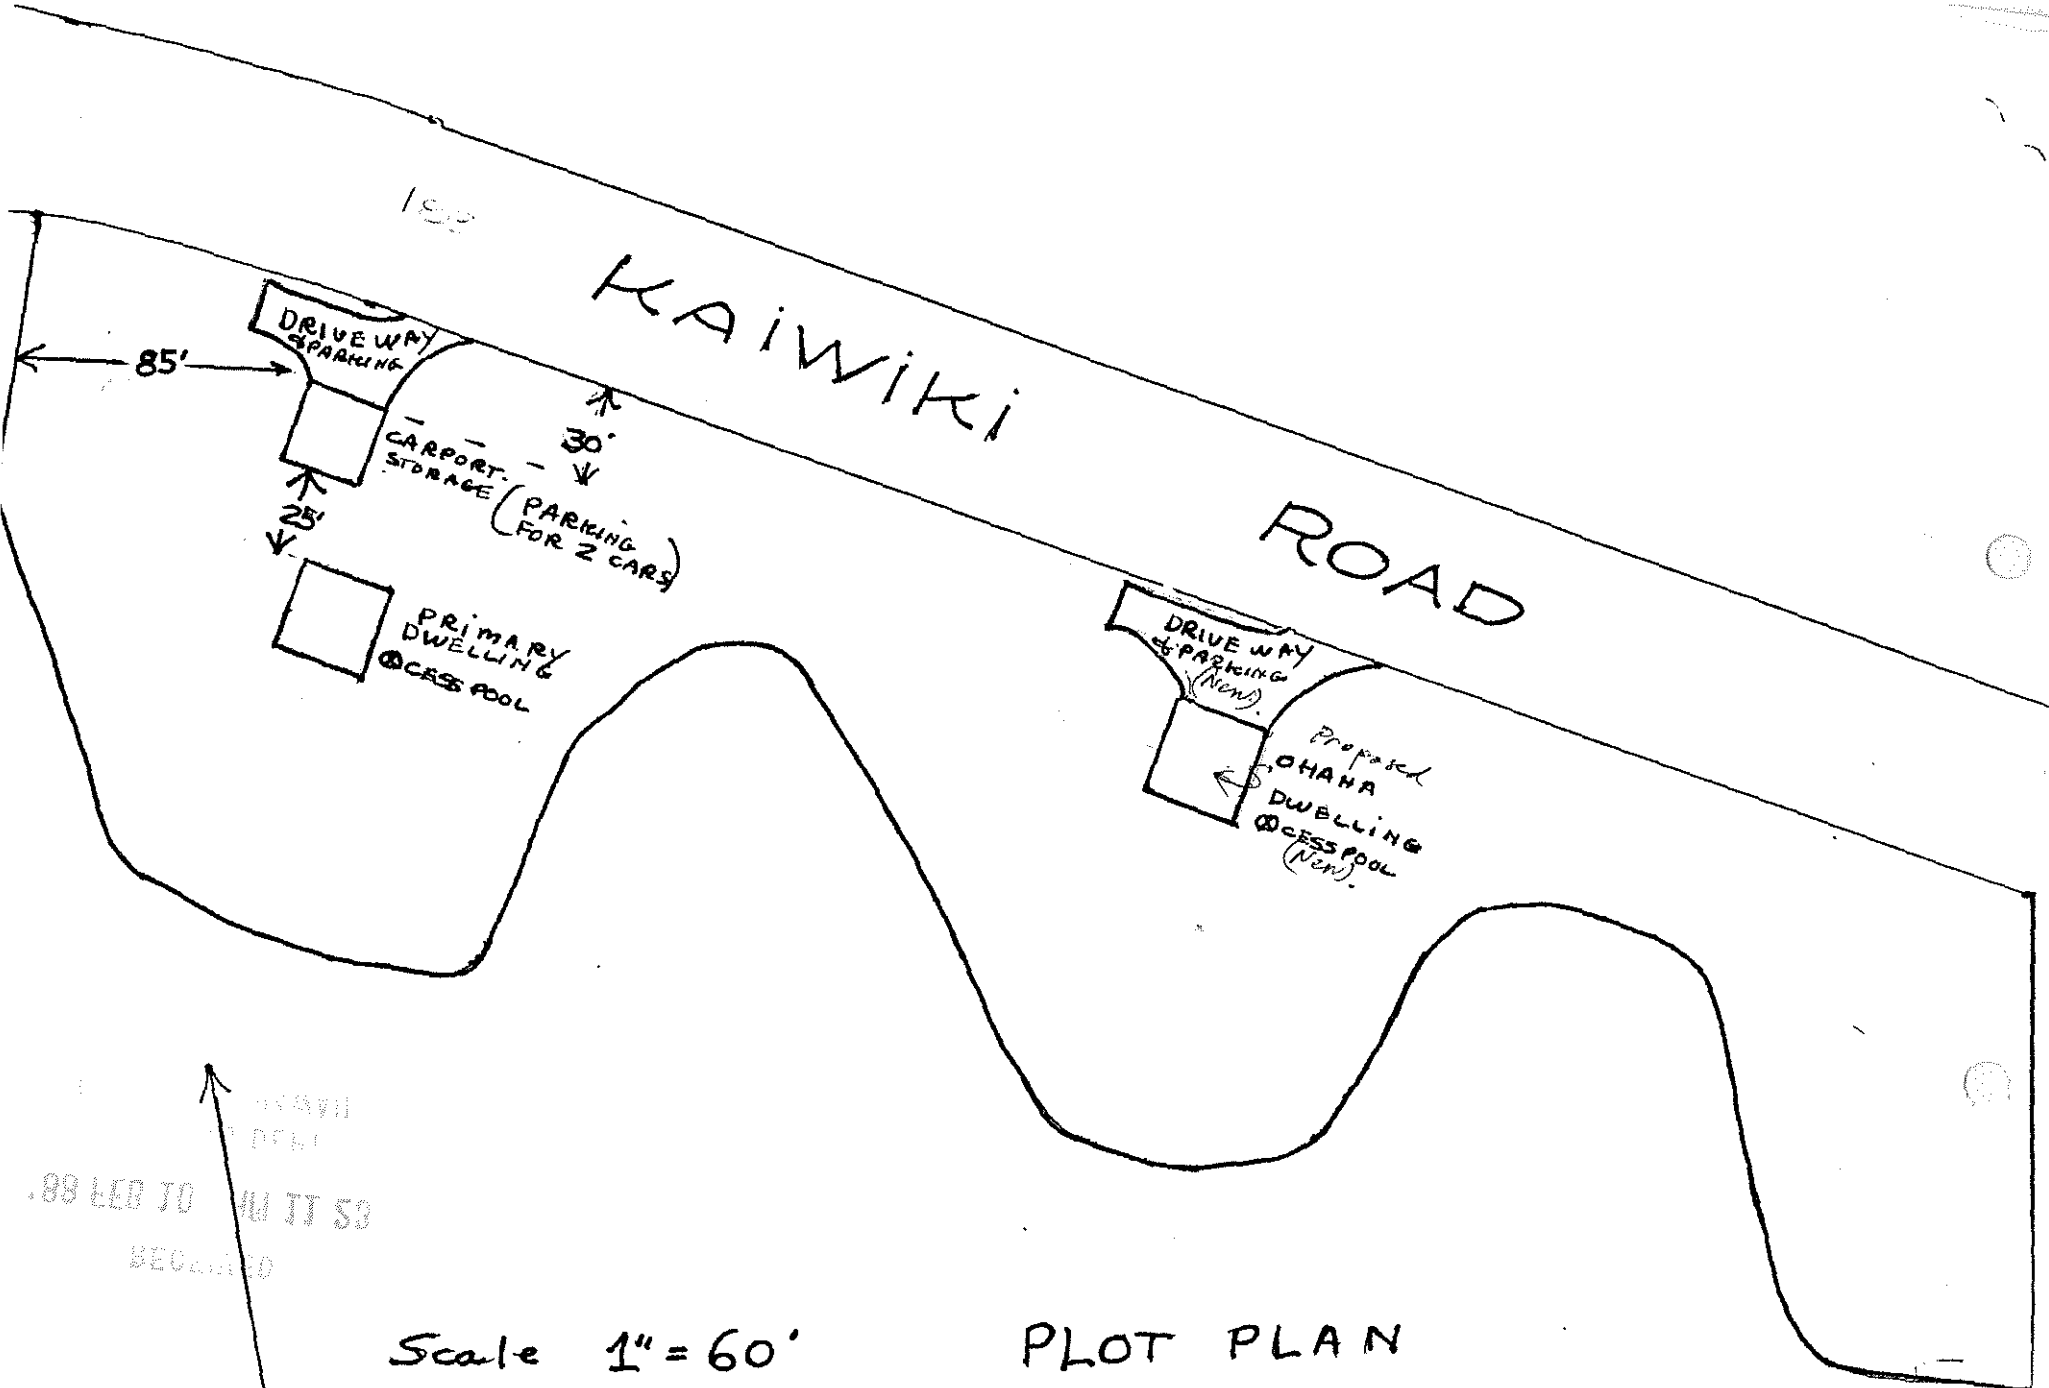 KAIWIKI ROAD
DRIVEWAY
& PARKING
85'
CARPORT-
STORAGE
(PARKING
FOR 2 CARS)
30'
25'
PRIMARY
DWELLING
CESSPOOL
DRIVEWAY
& PARKING
(New).
Proposed
OHANA
DWELLING
CESSPOOL
(New).
Scale 1" = 60'
PLOT PLAN